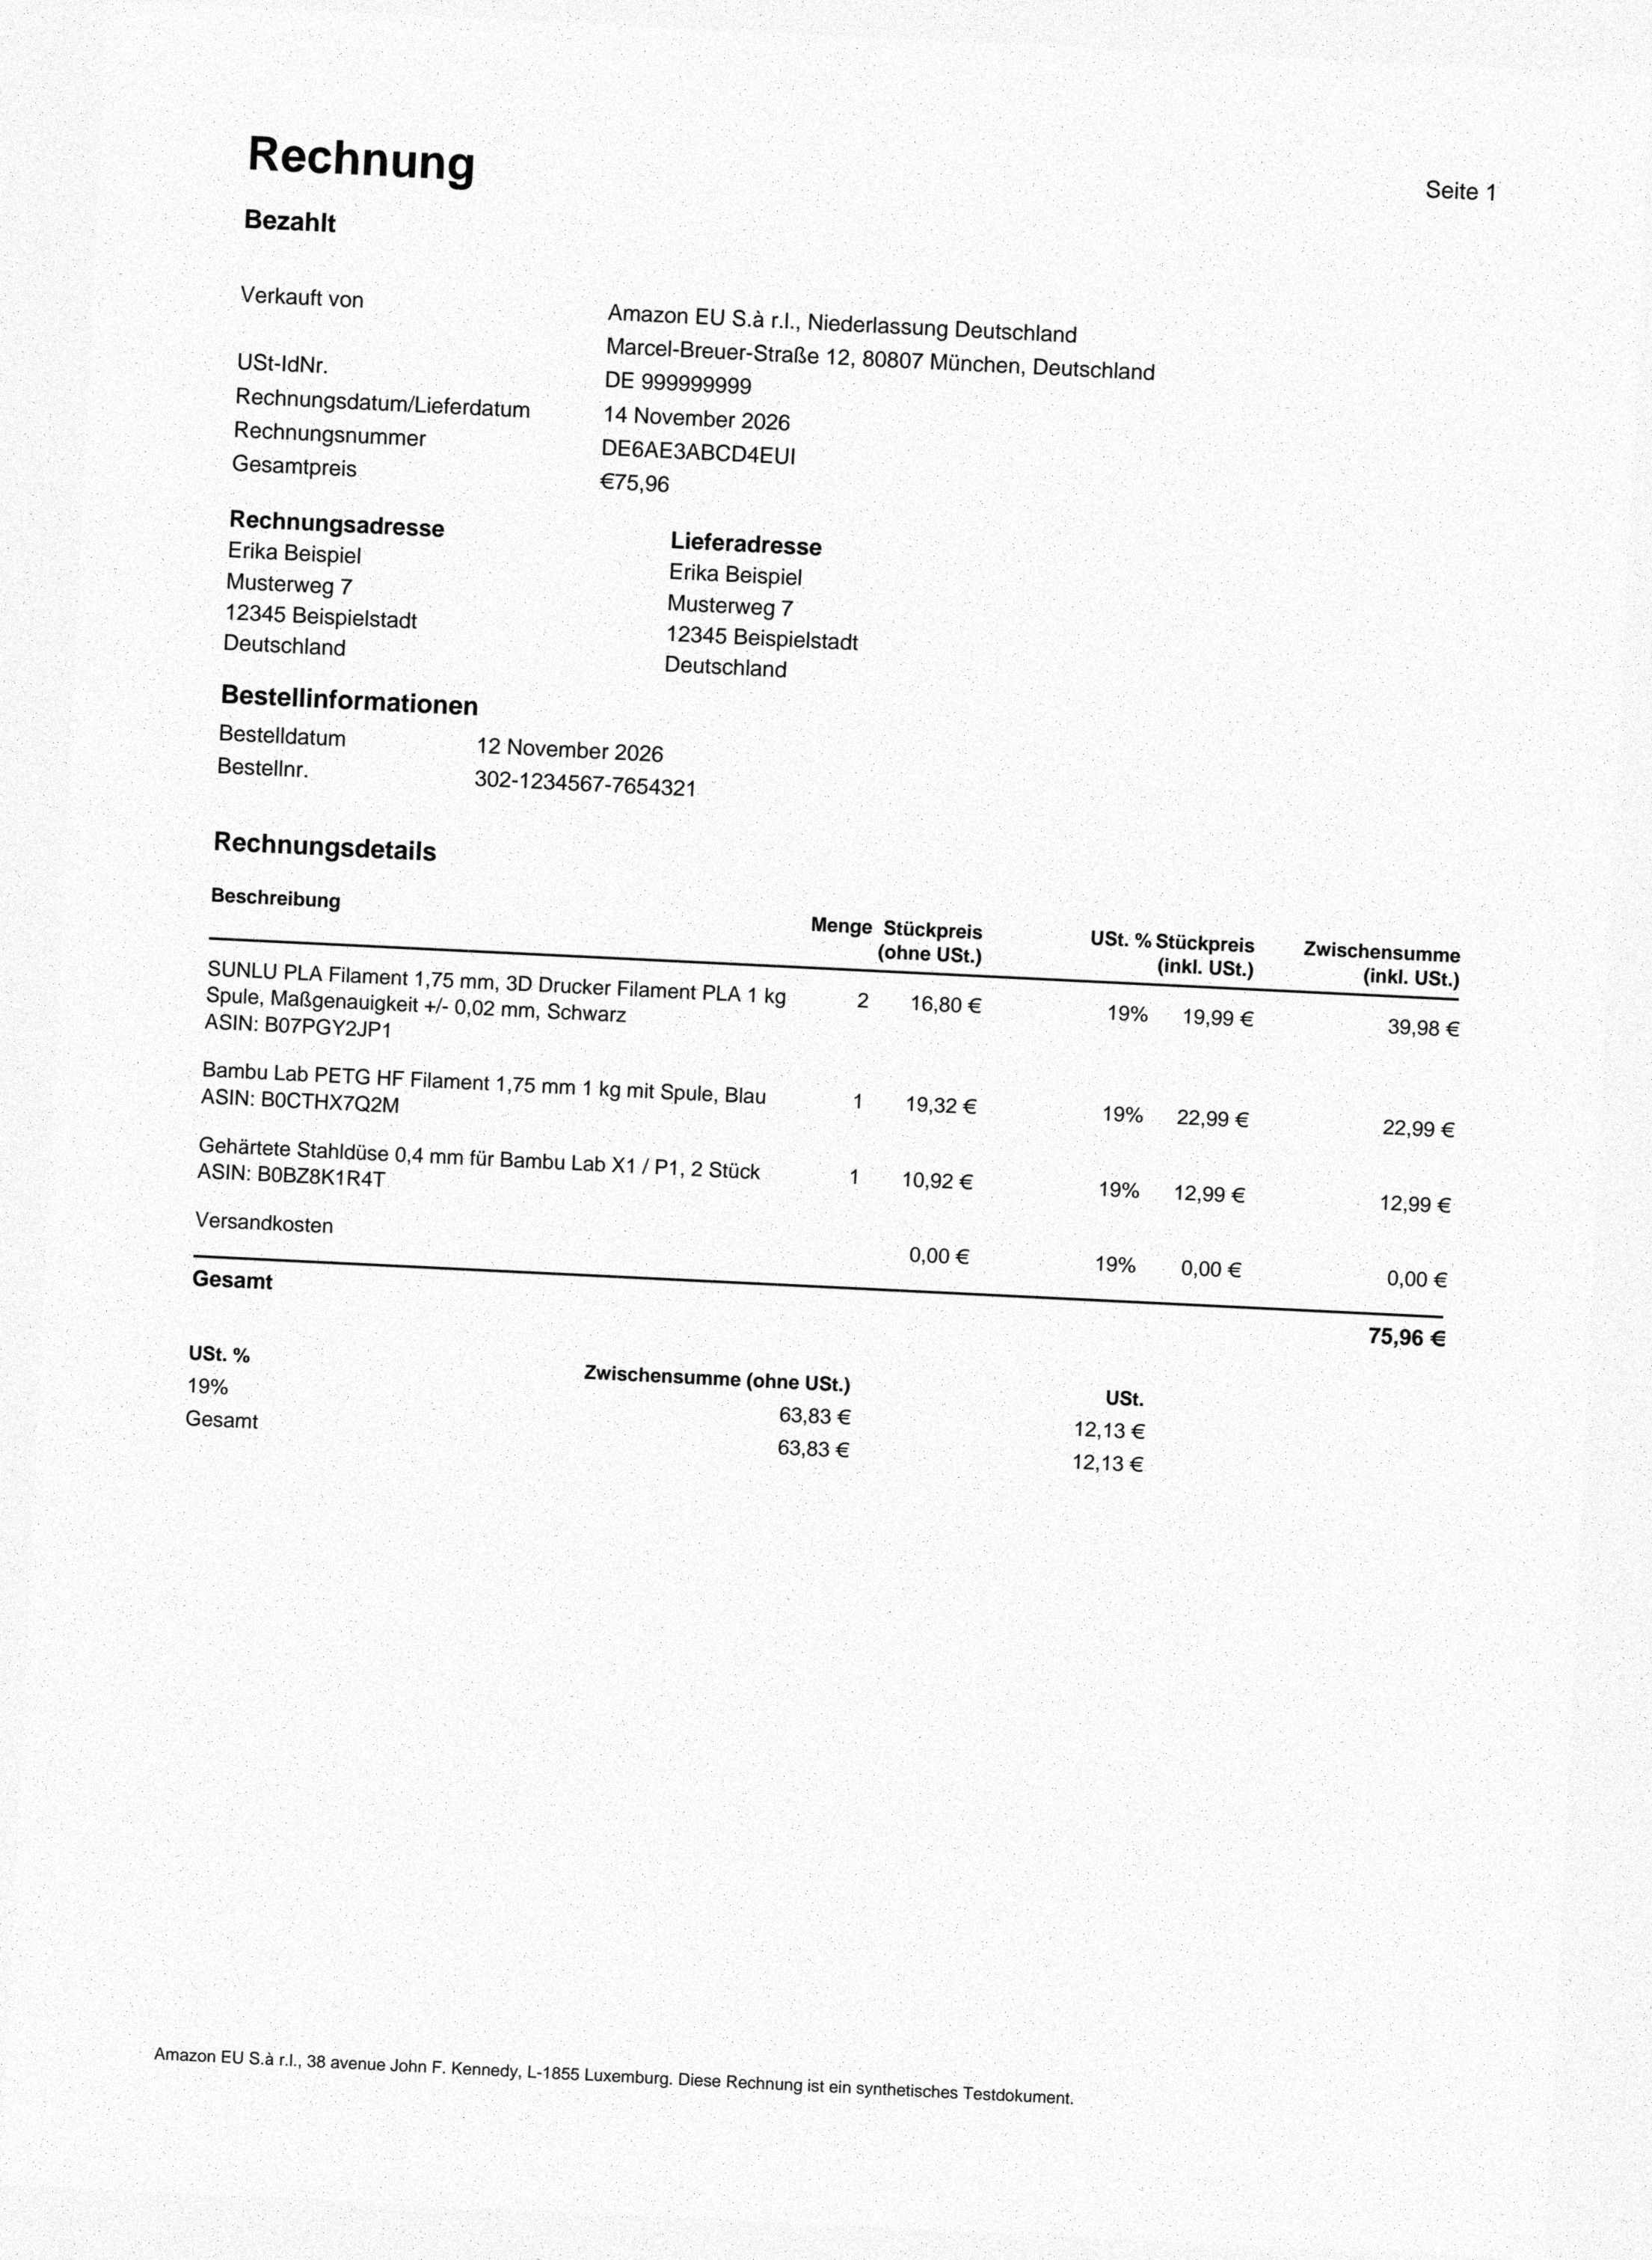 Rechnung
Seite 1
Bezahlt
Verkauft von
Amazon EU S.à r.l., Niederlassung Deutschland
Marcel-Breuer-Straße 12, 80807 München, Deutschland
USt-IdNr. DE 999999999
Rechnungsdatum/Lieferdatum 14 November 2026
Rechnungsnummer DE6AE3ABCD4EUI
Gesamtpreis €75,96
Rechnungsadresse
Erika Beispiel
Musterweg 7
12345 Beispielstadt
Deutschland
Lieferadresse
Erika Beispiel
Musterweg 7
12345 Beispielstadt
Deutschland
Bestellinformationen
Bestelldatum 12 November 2026
Bestellnr. 302-1234567-7654321
Rechnungsdetails
Beschreibung Menge Stückpreis USt. % Stückpreis Zwischensumme
(ohne USt.) (inkl. USt.) (inkl. USt.)
SUNLU PLA Filament 1,75 mm, 3D Drucker Filament PLA 1 kg 2 16,80 € 19% 19,99 € 39,98 €
Spule, Maßgenauigkeit +/- 0,02 mm, Schwarz
ASIN: B07PGY2JP1
Bambu Lab PETG HF Filament 1,75 mm 1 kg mit Spule, Blau 1 19,32 € 19% 22,99 € 22,99 €
ASIN: B0CTHX7Q2M
Gehärtete Stahldüse 0,4 mm für Bambu Lab X1 / P1, 2 Stück 1 10,92 € 19% 12,99 € 12,99 €
ASIN: B0BZ8K1R4T
Versandkosten 0,00 € 19% 0,00 € 0,00 €
Gesamt 75,96 €
USt. % Zwischensumme (ohne USt.) USt.
19% 63,83 € 12,13 €
Gesamt 63,83 € 12,13 €
Amazon EU S.à r.l., 38 avenue John F. Kennedy, L-1855 Luxemburg. Diese Rechnung ist ein synthetisches Testdokument.